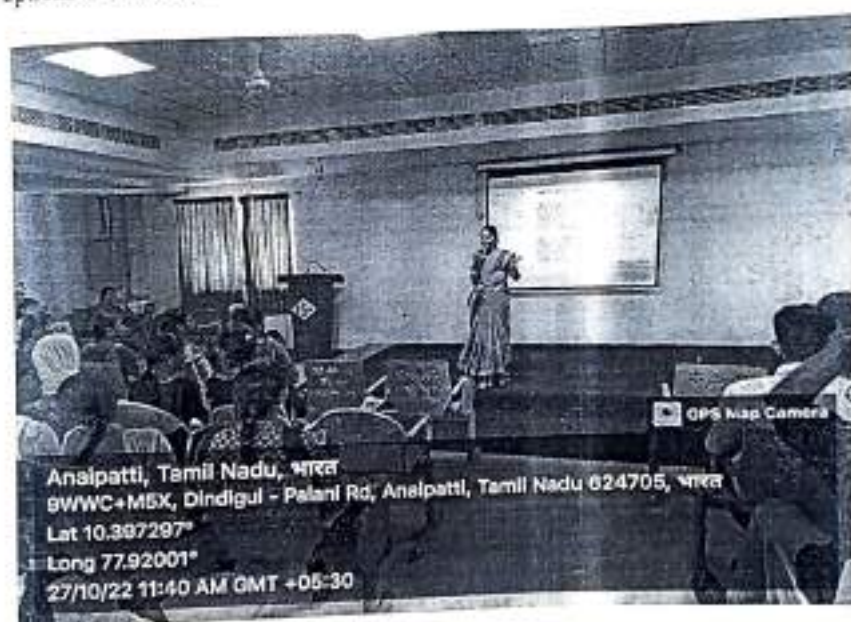 GPS Map Camera
Anaipatti, Tamil Nadu, भारत
9WWC+M5X, Dindigul - Palani Rd, Anaipatti, Tamil Nadu 624705, भारत
Lat 10.397297°
Long 77.92001°
27/10/22 11:40 AM GMT +05:30